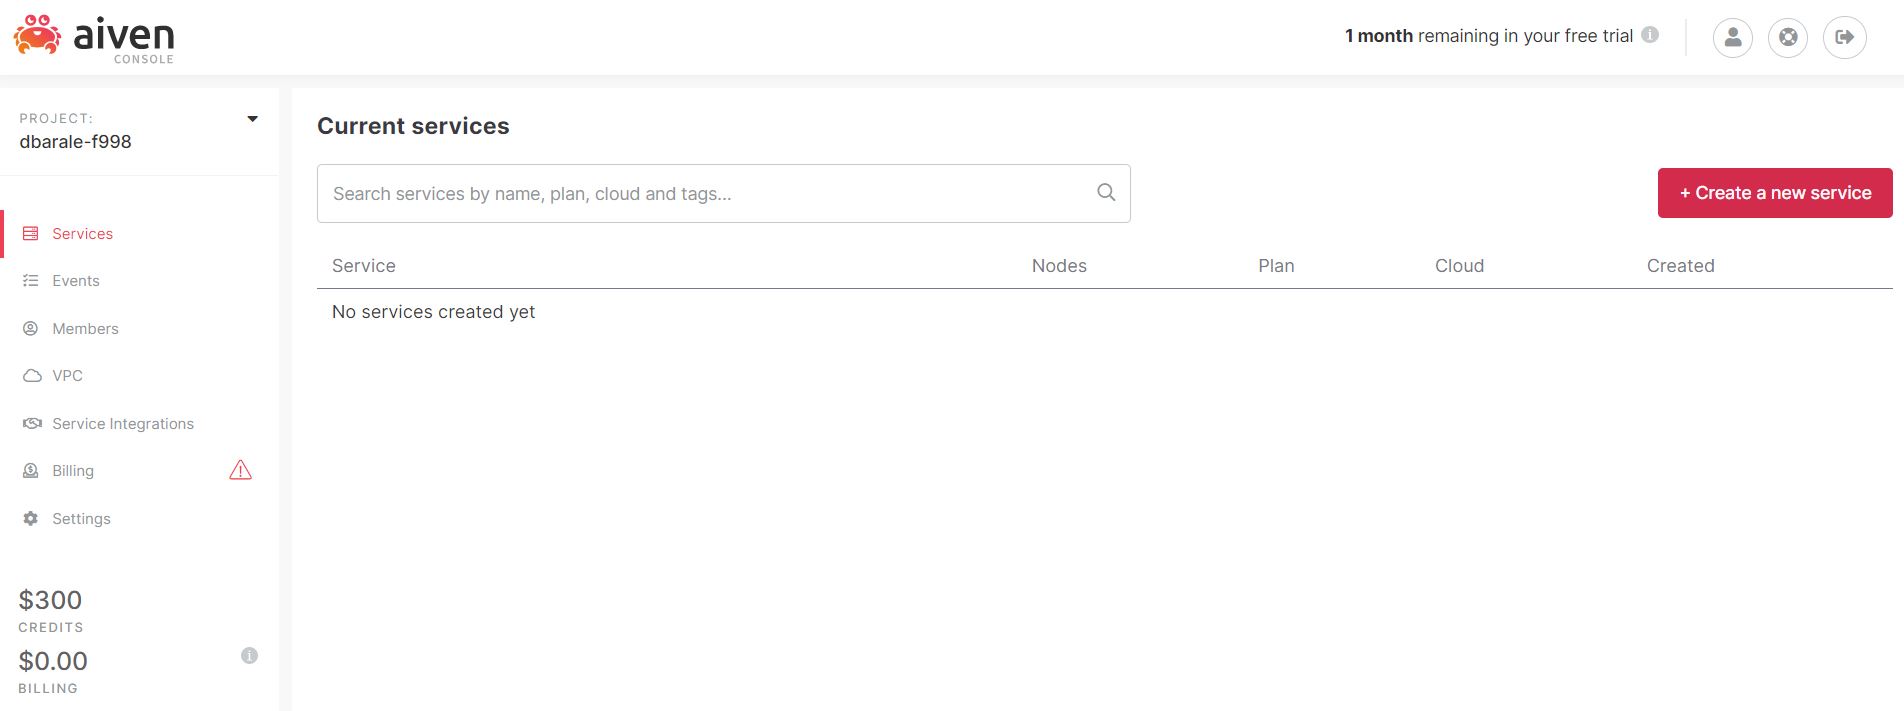 aiven
CONSOLE
1 month remaining in your free trial
PROJECT:
dbarale-f998
Services
Events
Members
VPC
Service Integrations
Billing
Settings
$300
CREDITS
$0.00
BILLING
Current services
Search services by name, plan, cloud and tags...
+ Create a new service
Service Nodes Plan Cloud Created
No services created yet